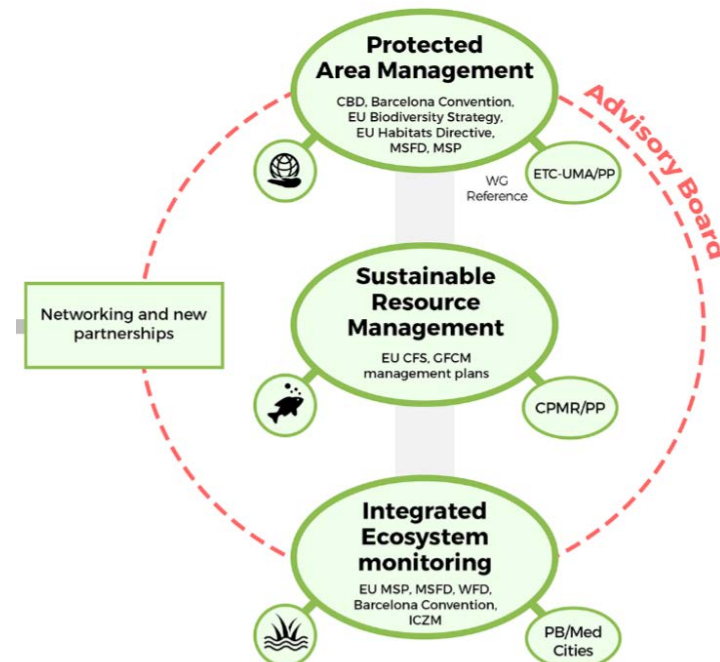 Protected
Area Management
CBD, Barcelona Convention,
EU Biodiversity Strategy,
EU Habitats Directive,
MSFD, MSP
WG
Reference
ETC-UMA/PP
Advisory Board
Networking and new
partnerships
Sustainable
Resource
Management
EU CFS, GFCM
management plans
CPMR/PP
Integrated
Ecosystem
monitoring
EU MSP, MSFD, WFD,
Barcelona Convention,
ICZM
PB/Med
Cities